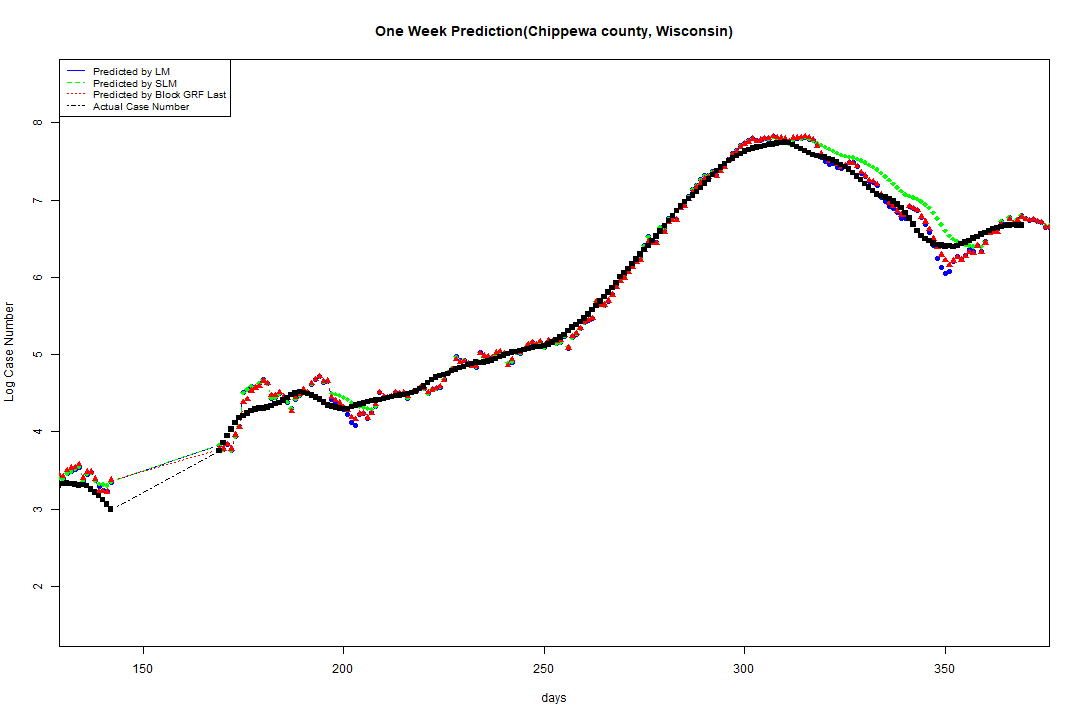 One Week Prediction(Chippewa county, Wisconsin)
Predicted by LM
Predicted by SLM
Predicted by Block GRF Last
Actual Case Number
8
7
6
5
4
3
2
Log Case Number
150 200 250 300 350
days